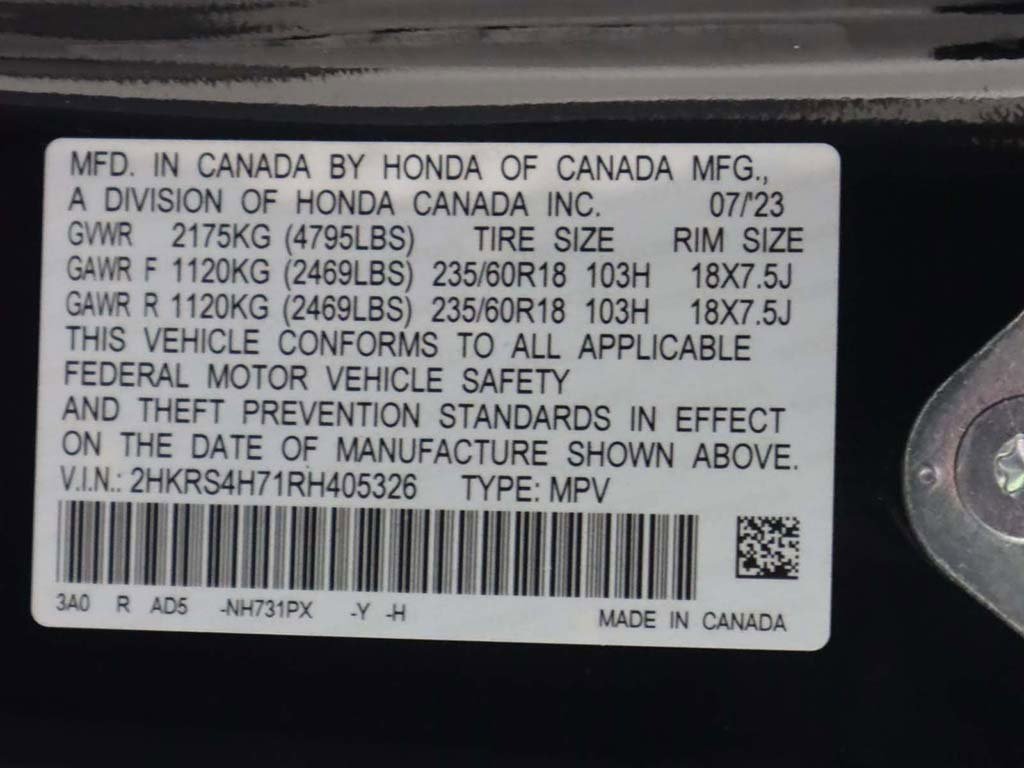 MFD. IN CANADA BY HONDA OF CANADA MFG.,
A DIVISION OF HONDA CANADA INC. 07/'23
GVWR 2175KG (4795LBS) TIRE SIZE RIM SIZE
GAWR F 1120KG (2469LBS) 235/60R18 103H 18X7.5J
GAWR R 1120KG (2469LBS) 235/60R18 103H 18X7.5J
THIS VEHICLE CONFORMS TO ALL APPLICABLE
FEDERAL MOTOR VEHICLE SAFETY
AND THEFT PREVENTION STANDARDS IN EFFECT
ON THE DATE OF MANUFACTURE SHOWN ABOVE.
V.I.N.: 2HKRS4H71RH405326 TYPE: MPV
3A0 R AD5 -NH731PX -Y -H MADE IN CANADA